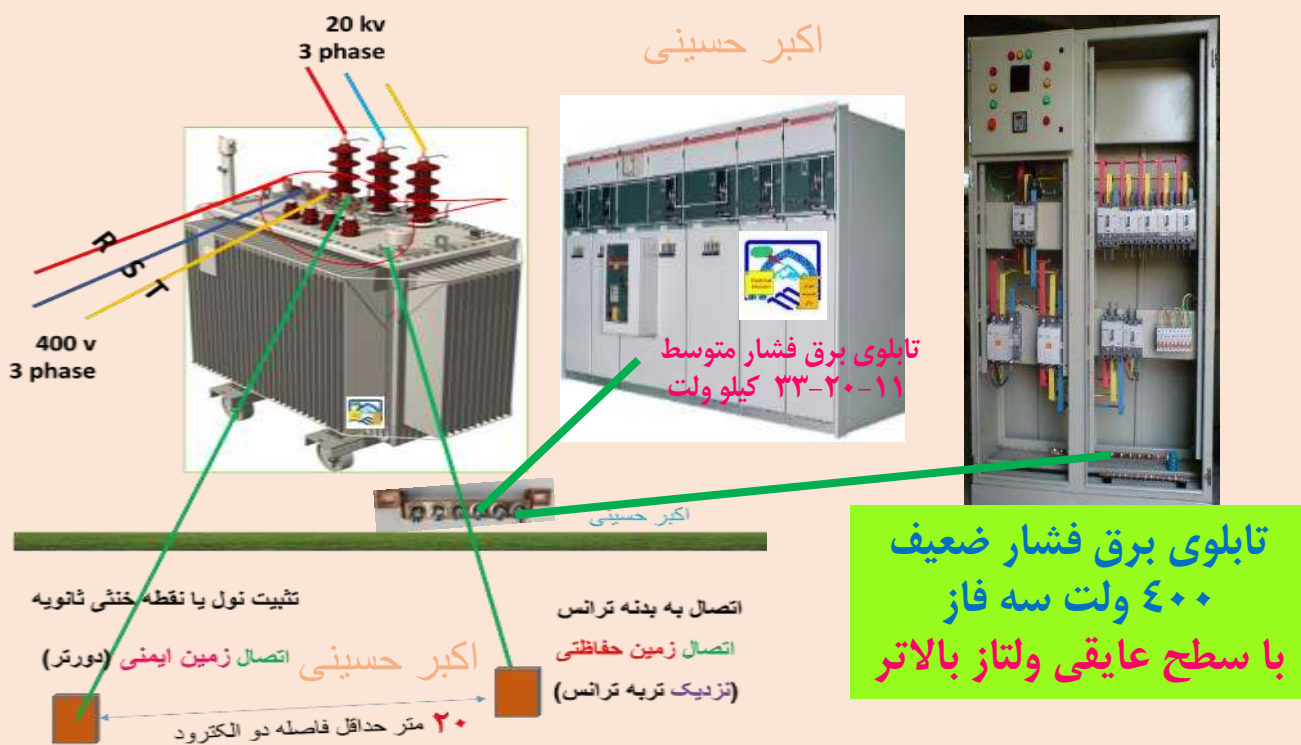 20 kv
3 phase
اکبر حسینی
R S T
400 v
3 phase
تابلوی برق فشار متوسط
۱۱-۲۰-۳۳ کیلو ولت
اکبر حسینی
تابلوی برق فشار ضعیف
٤٠٠ ولت سه فاز
با سطح عایقی ولتاز بالاتر
تثبیت نول یا نقطه خنثی ثانویه
اتصال زمین ایمنی (دورتر)
اکبر حسینی
اتصال به بدنه ترانس
اتصال زمین حفاظتی
(نزدیک تربه ترانس)
۲۰ متر حداقل فاصله دو الکترود